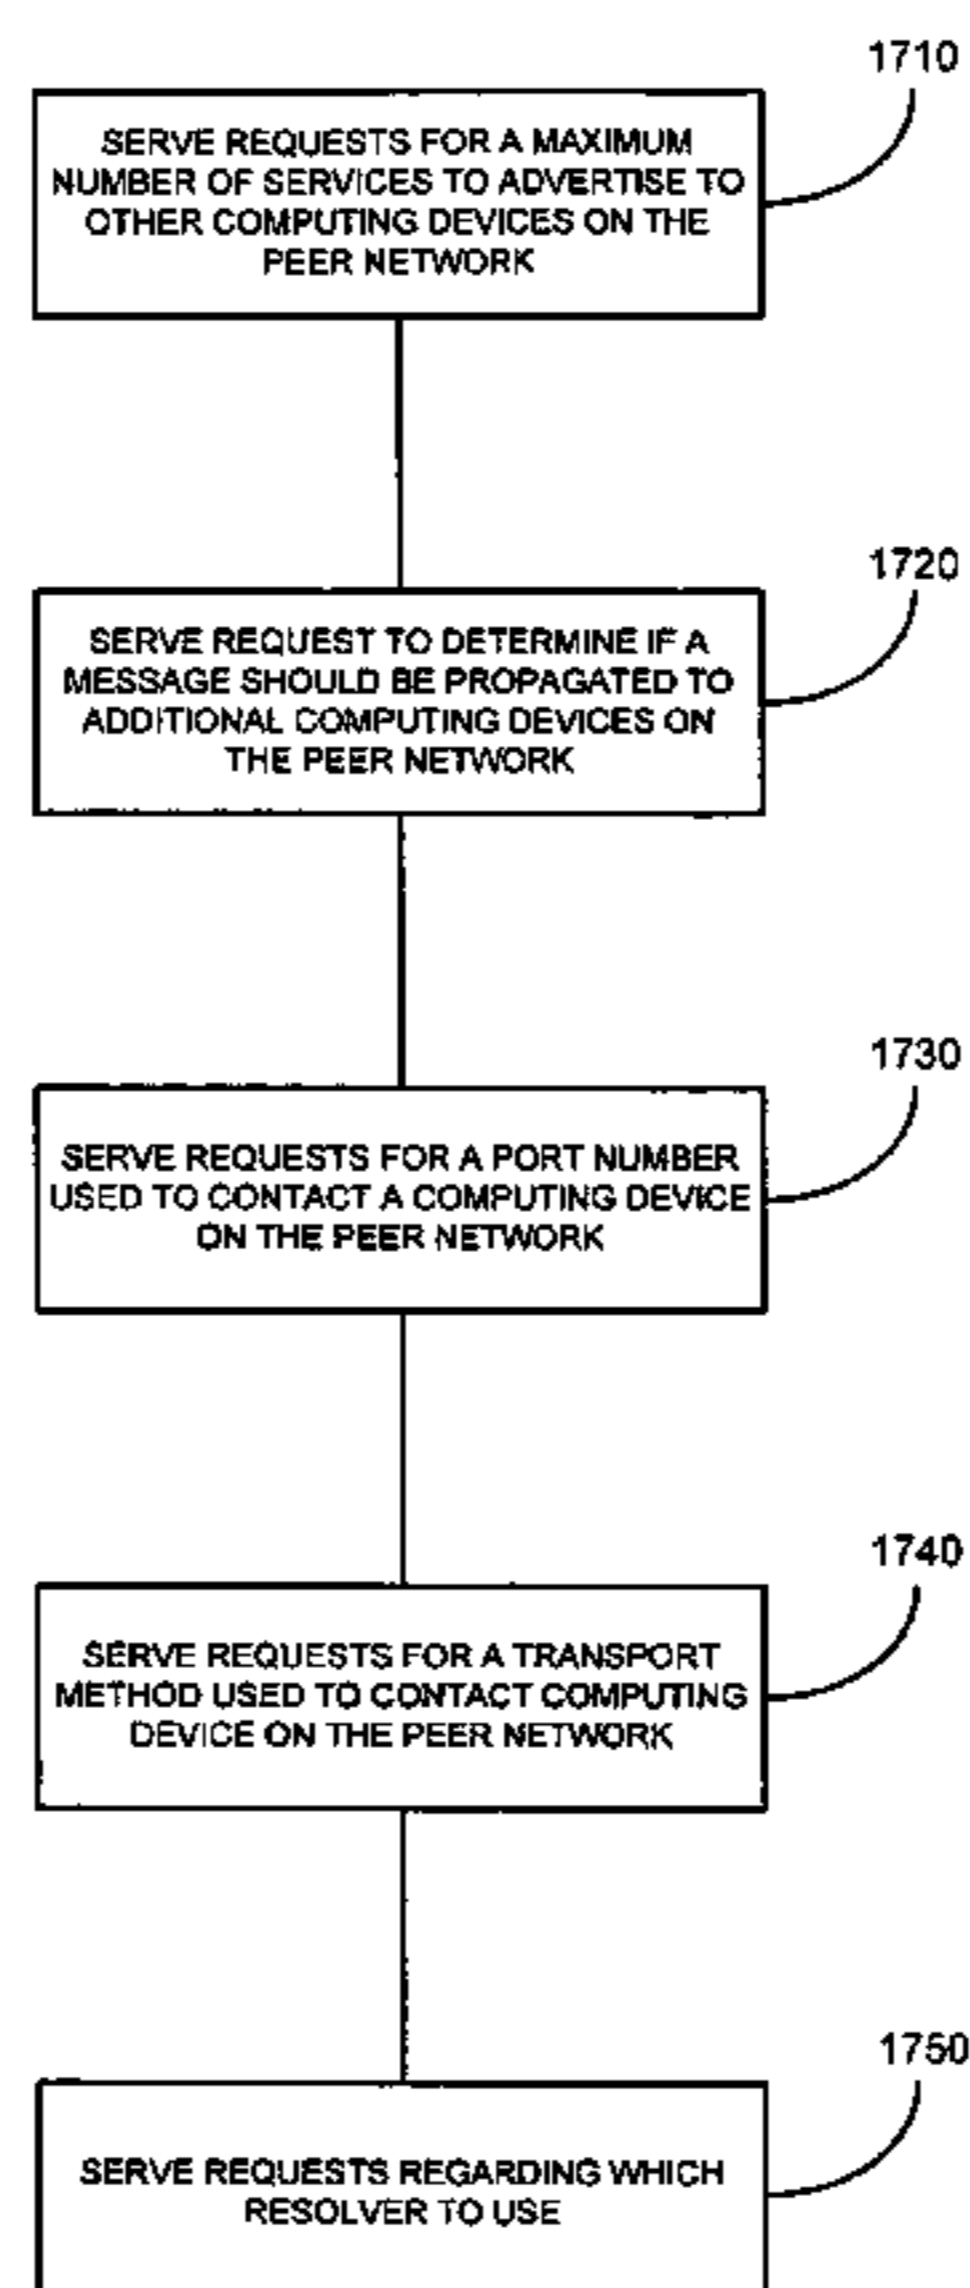 1710
SERVE REQUESTS FOR A MAXIMUM
NUMBER OF SERVICES TO ADVERTISE TO
OTHER COMPUTING DEVICES ON THE
PEER NETWORK
1720
SERVE REQUEST TO DETERMINE IF A
MESSAGE SHOULD BE PROPAGATED TO
ADDITIONAL COMPUTING DEVICES ON
THE PEER NETWORK
1730
SERVE REQUESTS FOR A PORT NUMBER
USED TO CONTACT A COMPUTING DEVICE
ON THE PEER NETWORK
1740
SERVE REQUESTS FOR A TRANSPORT
METHOD USED TO CONTACT COMPUTING
DEVICE ON THE PEER NETWORK
1750
SERVE REQUESTS REGARDING WHICH
RESOLVER TO USE